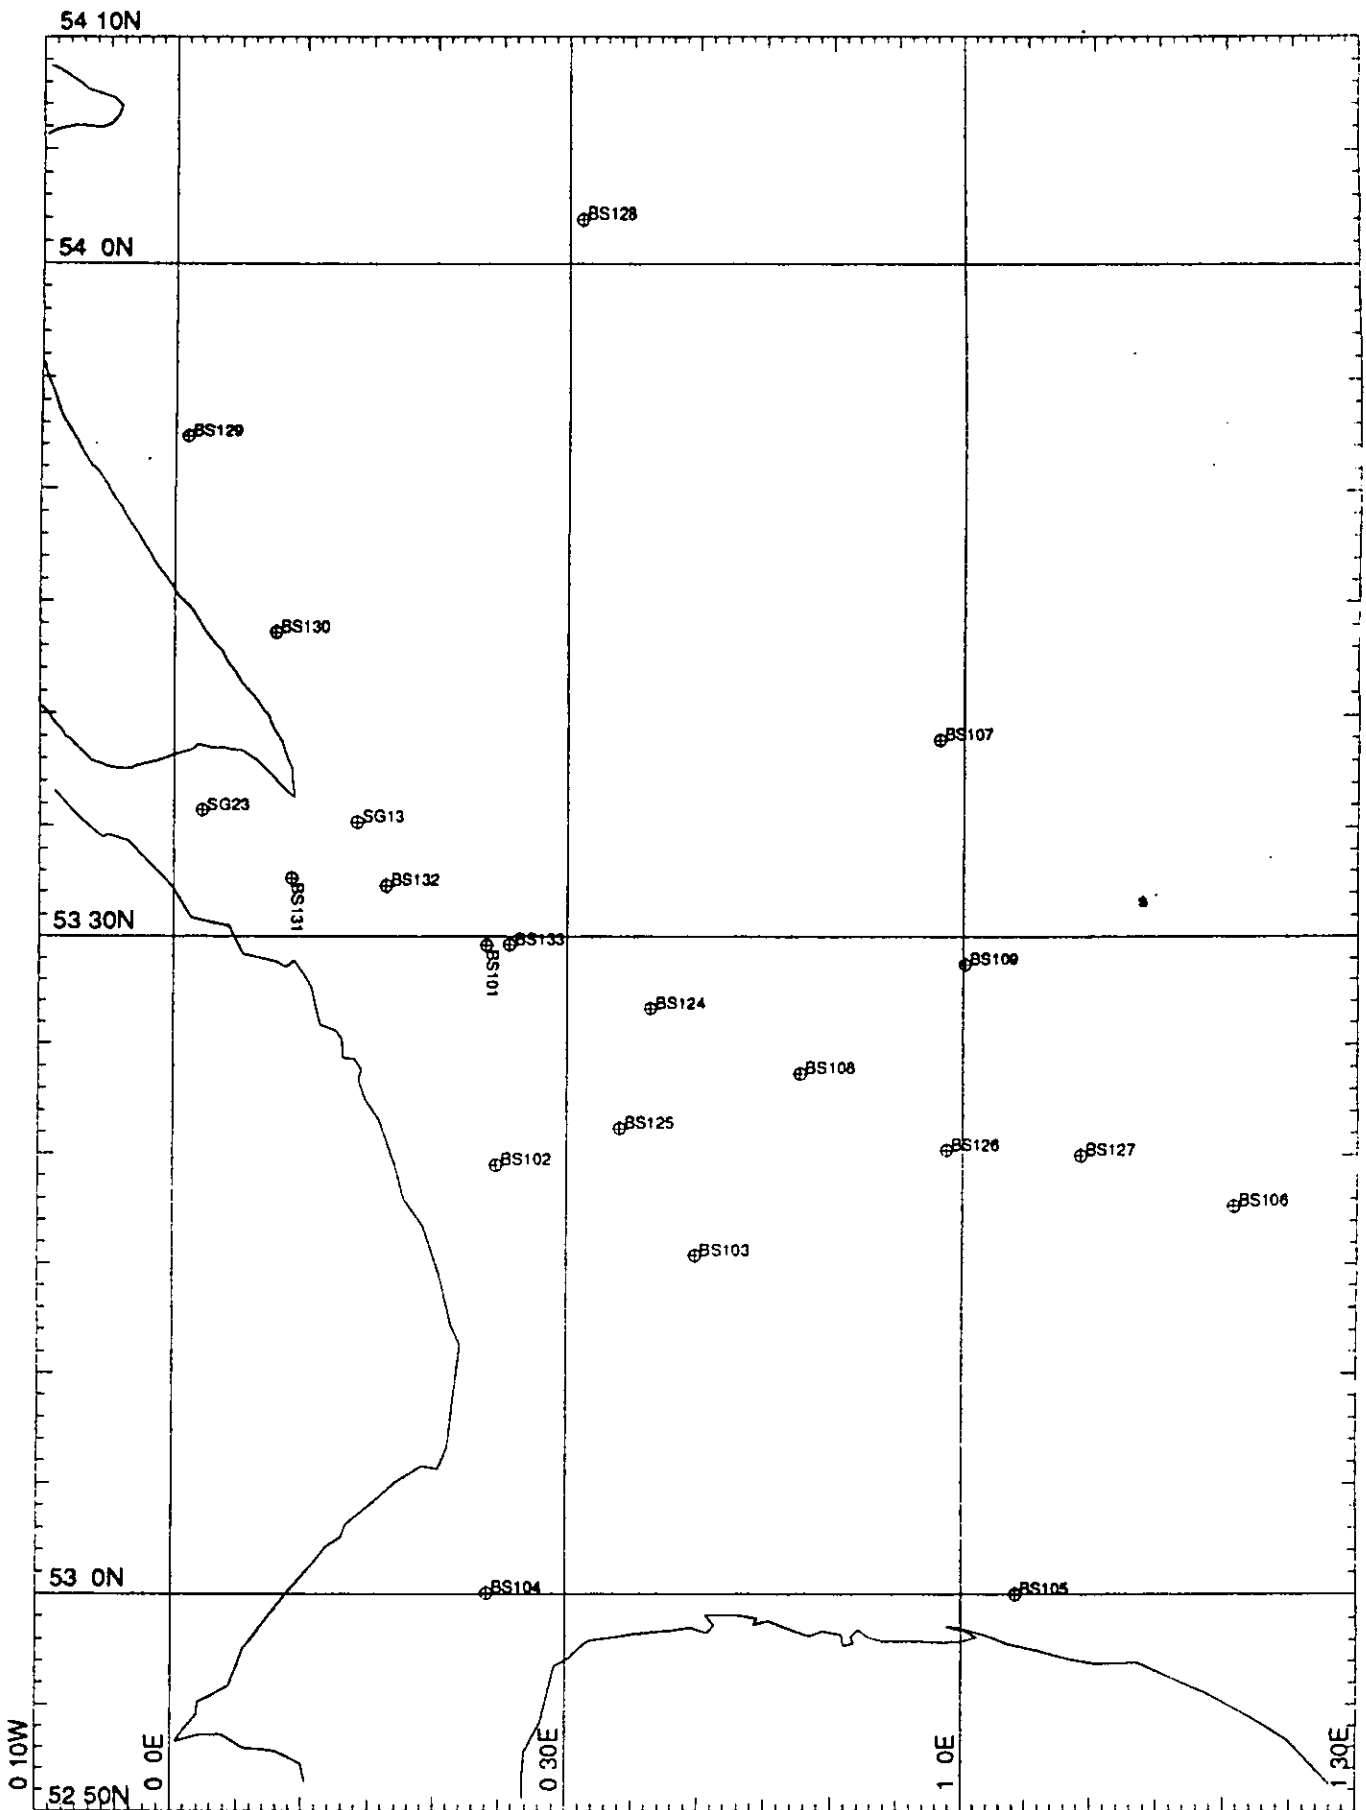 54 10N
BS128
54 0N
BS129
BS130
BS107
SG23
SG13
BS132
BS131
53 30N
BS133
BS101
BS109
BS124
BS108
BS125
BS126
BS127
BS102
BS106
BS103
53 0N
BS104
BS105
0 10W
0 0E
0 30E
1 0E
1 30E
52 50N